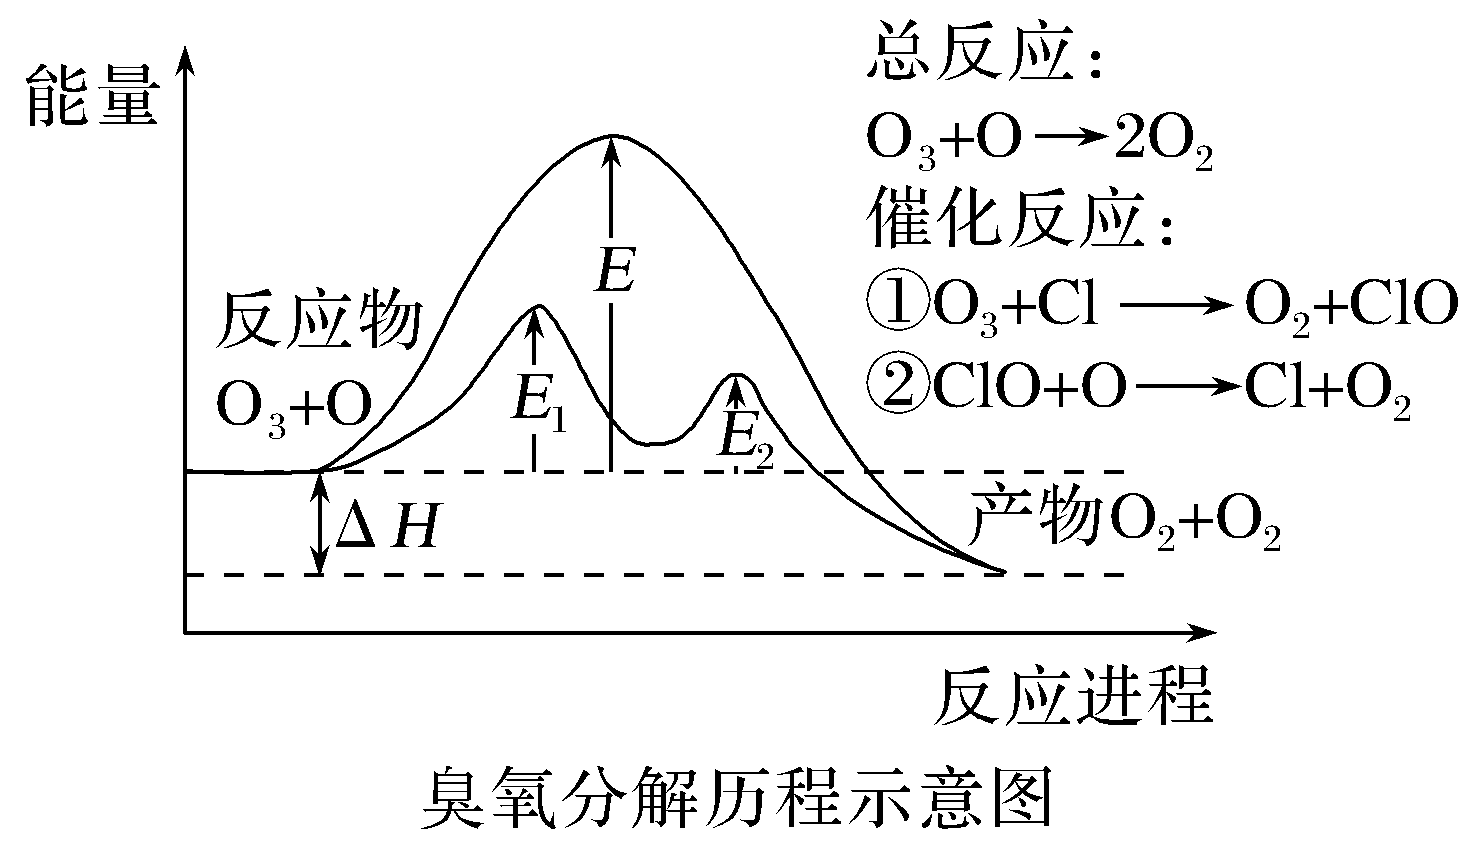 能量
总反应：
O₃+O→2O₂
催化反应：
①O₃+Cl→O₂+ClO
②ClO+O→Cl+O₂
反应物
O₃+O
E
E₁
E₂
ΔH
产物O₂+O₂
反应进程
臭氧分解历程示意图